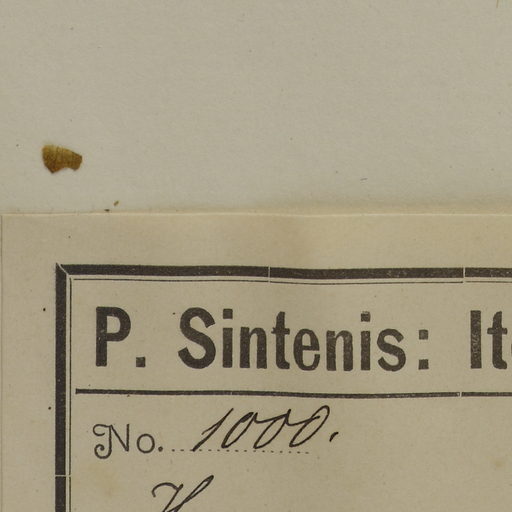 P. Sintenis: It
No. 1000.